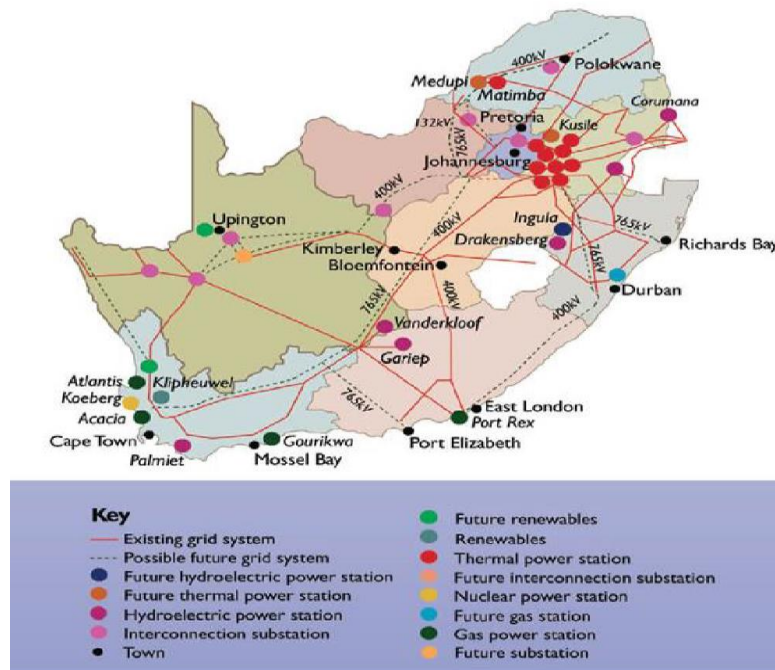 400kV
Polokwane
Medupi
Matimba
Corumana
Pretoria
132kV
Kusile
765kV
Johannesburg
400kV
Upington
400kV
Ingula
765kV
Kimberley
Drakensberg
Richards Bay
Bloemfontein
765kV
400kV
Durban
765kV
400kV
Vanderkloof
Gariep
Atlantis
Klipheuwel
Koeberg
765kV
East London
Acacia
Port Rex
Cape Town
Gourikwa
Port Elizabeth
Palmiet
Mossel Bay
Key
Existing grid system
Possible future grid system
Future hydroelectric power station
Future thermal power station
Hydroelectric power station
Interconnection substation
Town
Future renewables
Renewables
Thermal power station
Future interconnection substation
Nuclear power station
Future gas station
Gas power station
Future substation